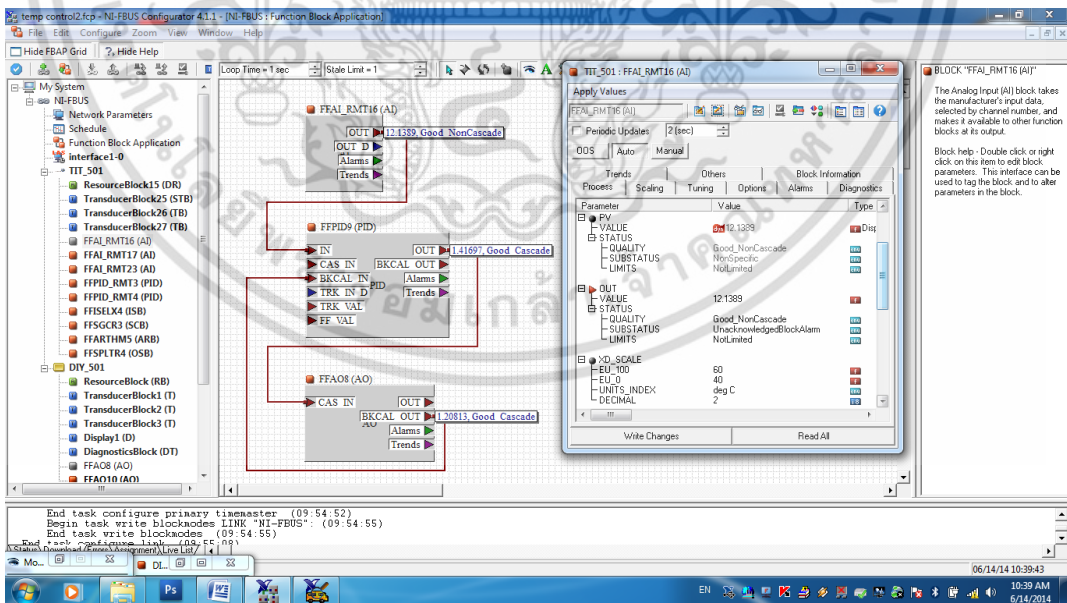 temp control2.fcp - NI-FBUS Configurator 4.1.1 - [NI-FBUS : Function Block Application]
File Edit Configure Zoom View Window Help
Hide FBAP Grid ?, Hide Help
Loop Time = 1 sec Stale Limit = 1
My System
NI-FBUS
Network Parameters
Schedule
Function Block Application
interface1-0
TIT_501
ResourceBlock15 (DR)
TransducerBlock25 (STB)
TransducerBlock26 (TB)
TransducerBlock27 (TB)
FFAI_RMT16 (AI)
FFAI_RMT17 (AI)
FFAI_RMT23 (AI)
FFPID_RMT3 (PID)
FFPID_RMT4 (PID)
FFISELX4 (ISB)
FFSGCR3 (SCB)
FFARTHM5 (ARB)
FFSPLTR4 (OSB)
DIY_501
ResourceBlock (RB)
TransducerBlock1 (T)
TransducerBlock2 (T)
TransducerBlock3 (T)
Display1 (D)
DiagnosticsBlock (DT)
FFAO8 (AO)
FFAO10 (AO)
FFAI_RMT16 (AI)
OUT 12.1389, Good_NonCascade
OUT_D
Alarms
Trends
FFPID9 (PID)
IN OUT 1.41697, Good_Cascade
CAS_IN BKCAL_OUT
BKCAL_IN Alarms
TRK_IN_D PID Trends
TRK_VAL
FF_VAL
FFAO8 (AO)
CAS_IN OUT
BKCAL_OUT 1.20813, Good_Cascade
AO Alarms
Trends
TIT_501 : FFAI_RMT16 (AI)
Apply Values
FFAI_RMT16 (AI)
Periodic Updates 2 (sec)
OOS Auto Manual
Trends Others Block Information
Process Scaling Tuning Options Alarms Diagnostics
Parameter Value Type
PV
VALUE 12.1389
STATUS
QUALITY Good_NonCascade
SUBSTATUS NonSpecific
LIMITS NotLimited
OUT
VALUE 12.1389
STATUS
QUALITY Good_NonCascade
SUBSTATUS UnacknowledgedBlockAlarm
LIMITS NotLimited
XD_SCALE
EU_100 60
EU_0 40
UNITS_INDEX deg C
DECIMAL 2
Write Changes Read All
BLOCK "FFAI_RMT16 (AI)"
The Analog Input (AI) block takes
the manufacturer's input data,
selected by channel number, and
makes it available to other function
blocks at its output.
Block help - Double click or right
click on this item to edit block
parameters. This interface can be
used to tag the block and to alter
parameters in the block.
End task configure primary timemaster (09:54:52)
Begin task write blockmodes LINK "NI-FBUS": (09:54:55)
End task write blockmodes (09:54:55)
End task configure link (09:55:08)
Status Download Errors Assignment Live List
Mo... DI...
06/14/14 10:39:43
Ps
EN
10:39 AM
6/14/2014